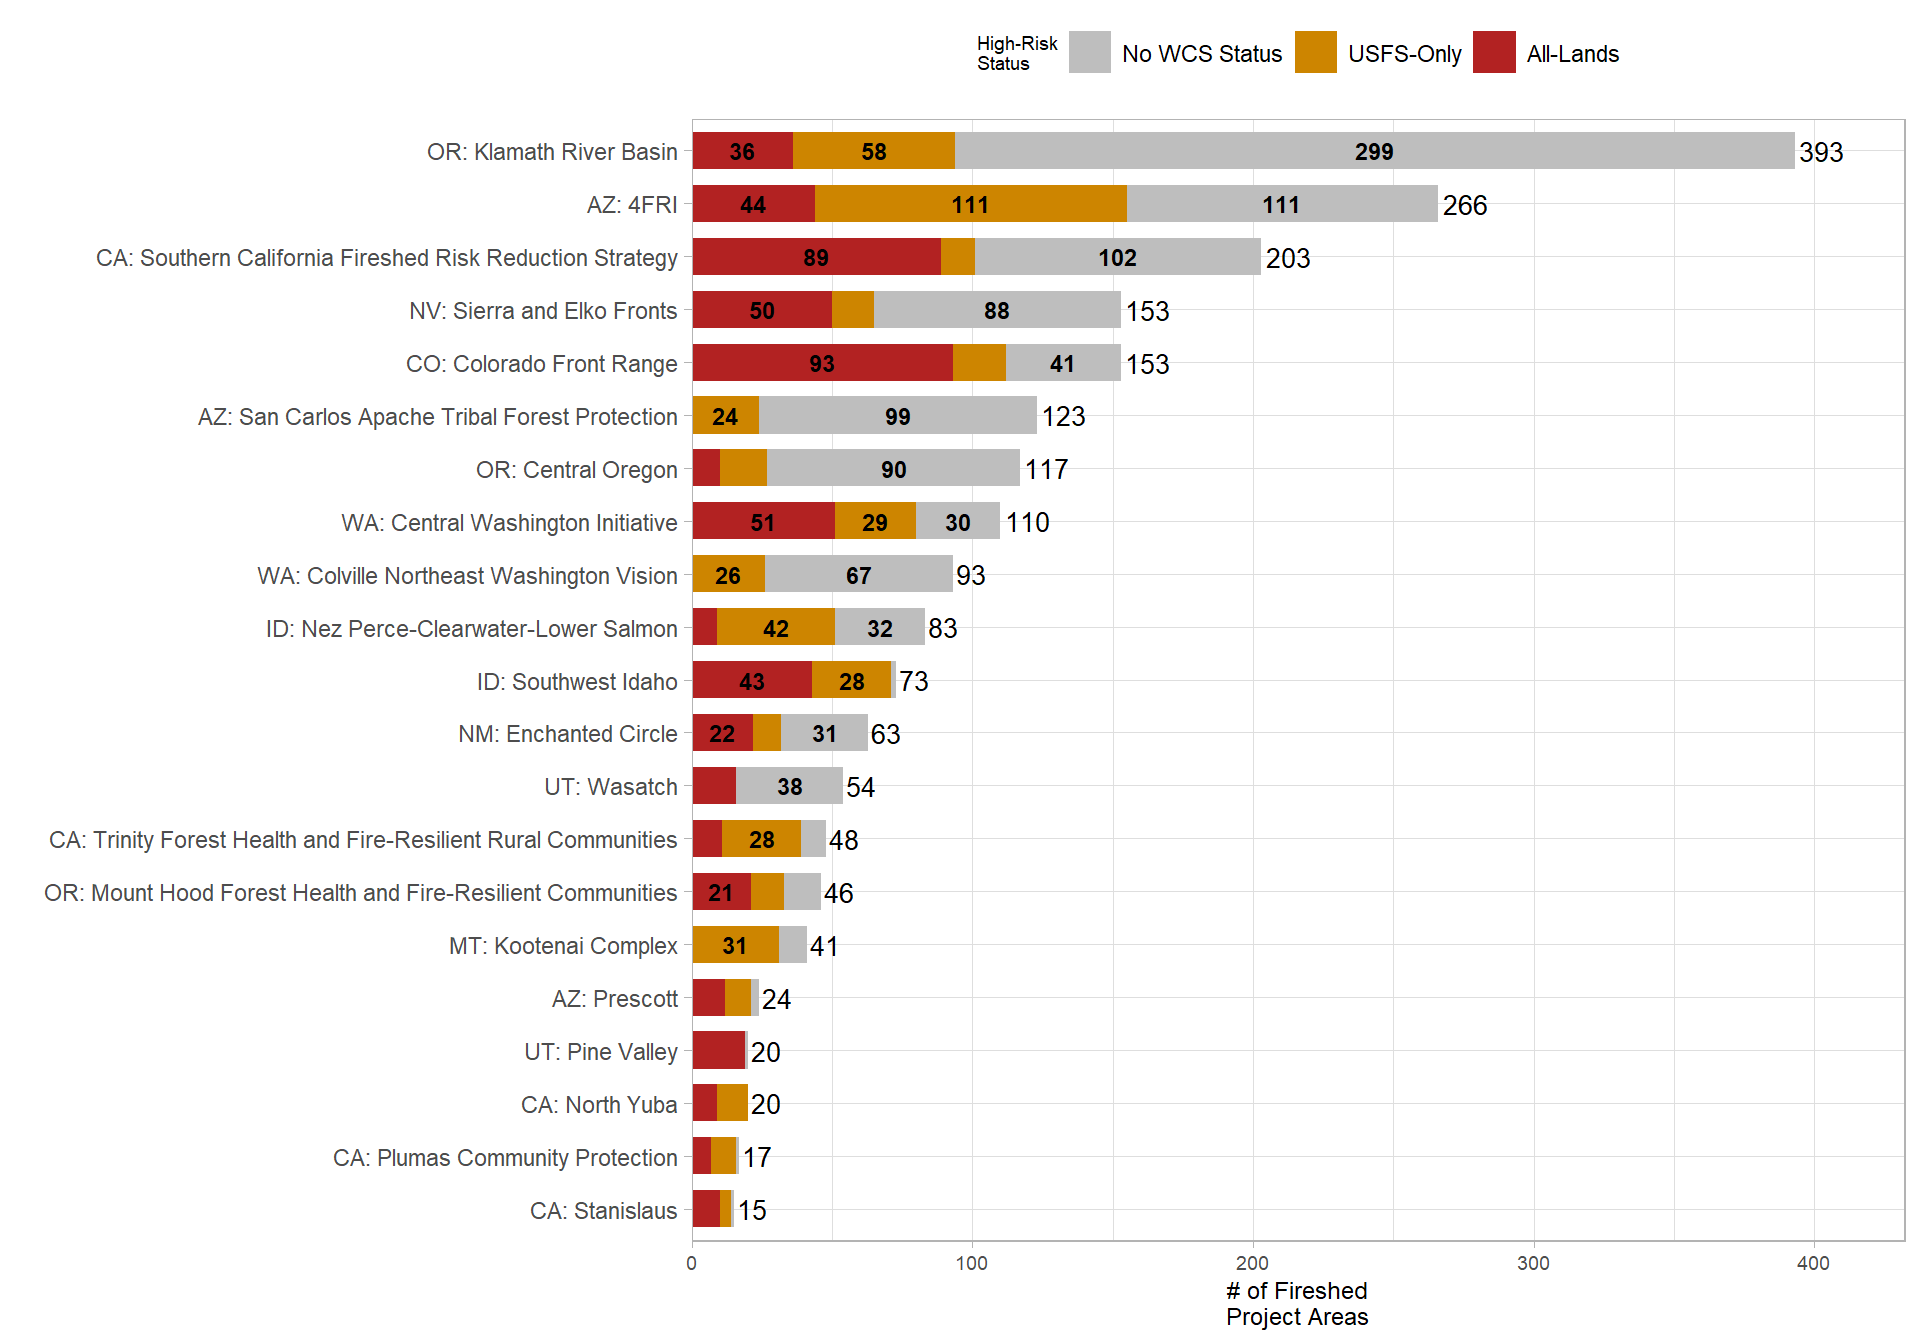 High-Risk
Status
No WCS Status
USFS-Only
All-Lands
OR: Klamath River Basin 36 58 299 393
AZ: 4FRI 44 111 111 266
CA: Southern California Fireshed Risk Reduction Strategy 89 102 203
NV: Sierra and Elko Fronts 50 88 153
CO: Colorado Front Range 93 41 153
AZ: San Carlos Apache Tribal Forest Protection 24 99 123
OR: Central Oregon 90 117
WA: Central Washington Initiative 51 29 30 110
WA: Colville Northeast Washington Vision 26 67 93
ID: Nez Perce-Clearwater-Lower Salmon 42 32 83
ID: Southwest Idaho 43 28 73
NM: Enchanted Circle 22 31 63
UT: Wasatch 38 54
CA: Trinity Forest Health and Fire-Resilient Rural Communities 28 48
OR: Mount Hood Forest Health and Fire-Resilient Communities 21 46
MT: Kootenai Complex 31 41
AZ: Prescott 24
UT: Pine Valley 20
CA: North Yuba 20
CA: Plumas Community Protection 17
CA: Stanislaus 15
0 100 200 300 400
# of Fireshed
Project Areas